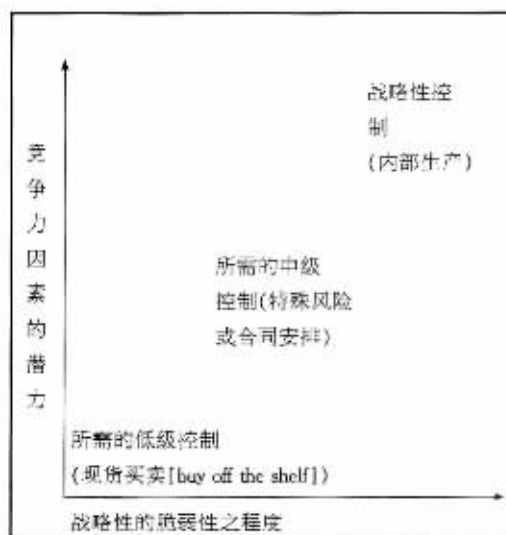 战略性控
制
(内部生产)
竞争力因素的潜力
所需的中级
控制(特殊风险
或合同安排)
所需的低级控制
(现货买卖[buy off the shelf])
战略性的脆弱性之程度